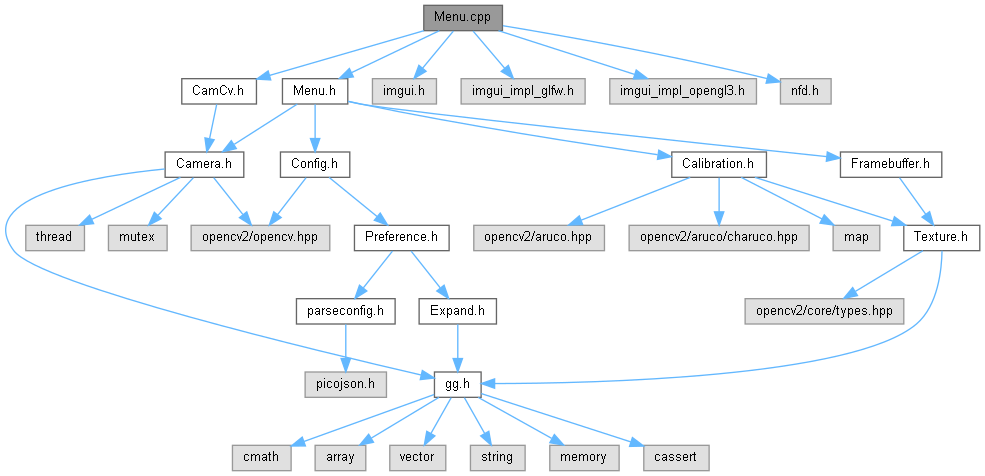 Menu.cpp
CamCv.h
Menu.h
imgui.h
imgui_impl_glfw.h
imgui_impl_opengl3.h
nfd.h
Camera.h
Config.h
Calibration.h
Framebuffer.h
thread
mutex
opencv2/opencv.hpp
Preference.h
opencv2/aruco.hpp
opencv2/aruco/charuco.hpp
map
Texture.h
parseconfig.h
Expand.h
opencv2/core/types.hpp
picojson.h
gg.h
cmath
array
vector
string
memory
cassert